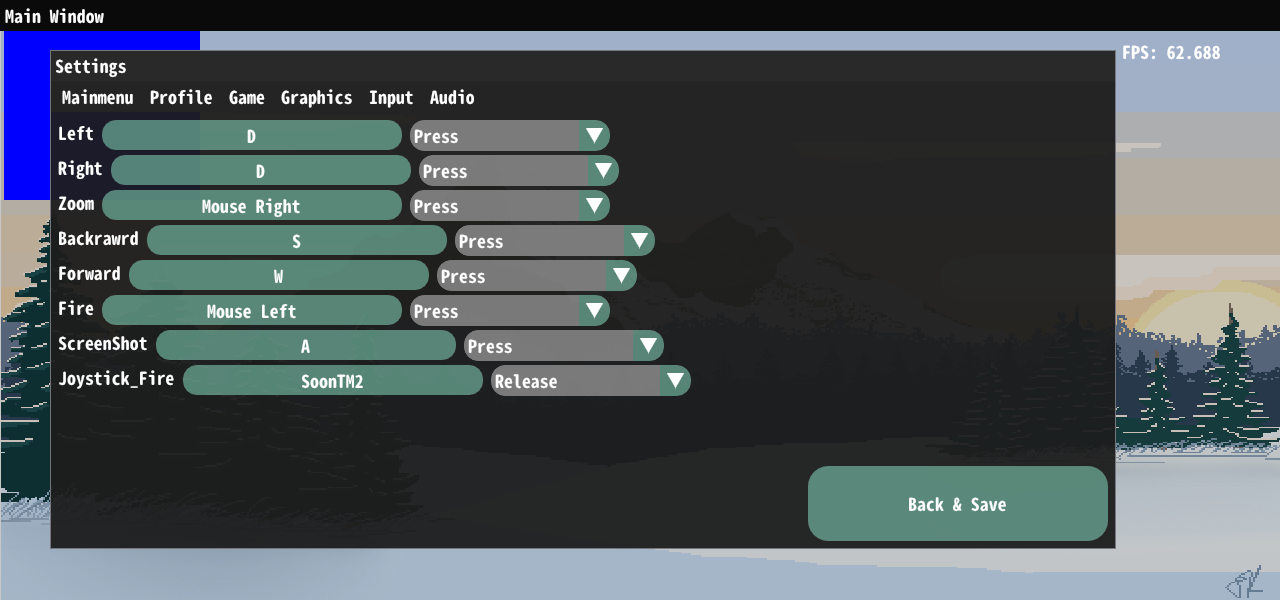 Main Window
FPS: 62.688
Settings
Mainmenu Profile Game Graphics Input Audio
Left D Press
Right D Press
Zoom Mouse Right Press
Backrawrd S Press
Forward W Press
Fire Mouse Left Press
ScreenShot A Press
Joystick_Fire SoonTM2 Release
Back & Save